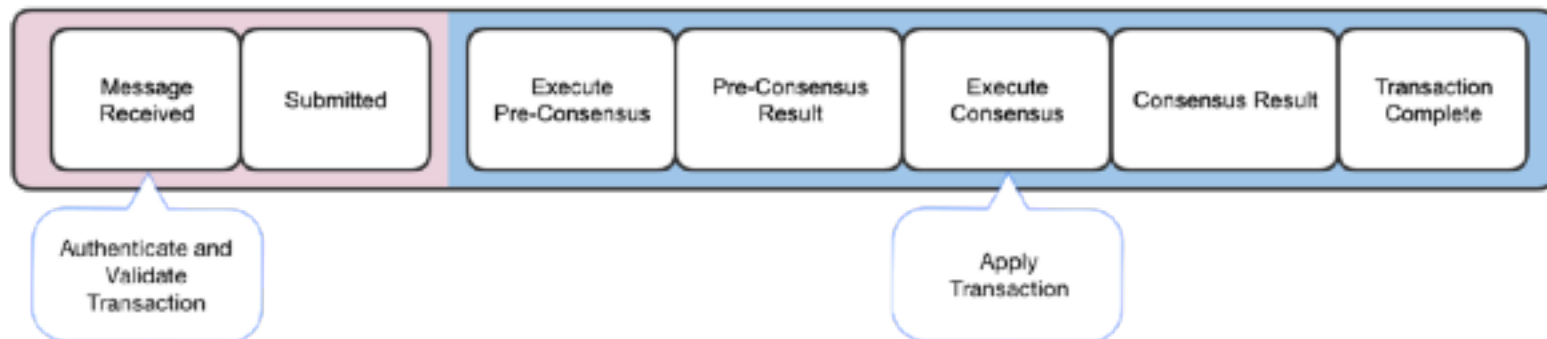 Message
Received
Submitted
Execute
Pre-Consensus
Pre-Consensus
Result
Execute
Consensus
Consensus Result
Transaction
Complete
Authenticate and
Validate
Transaction
Apply
Transaction